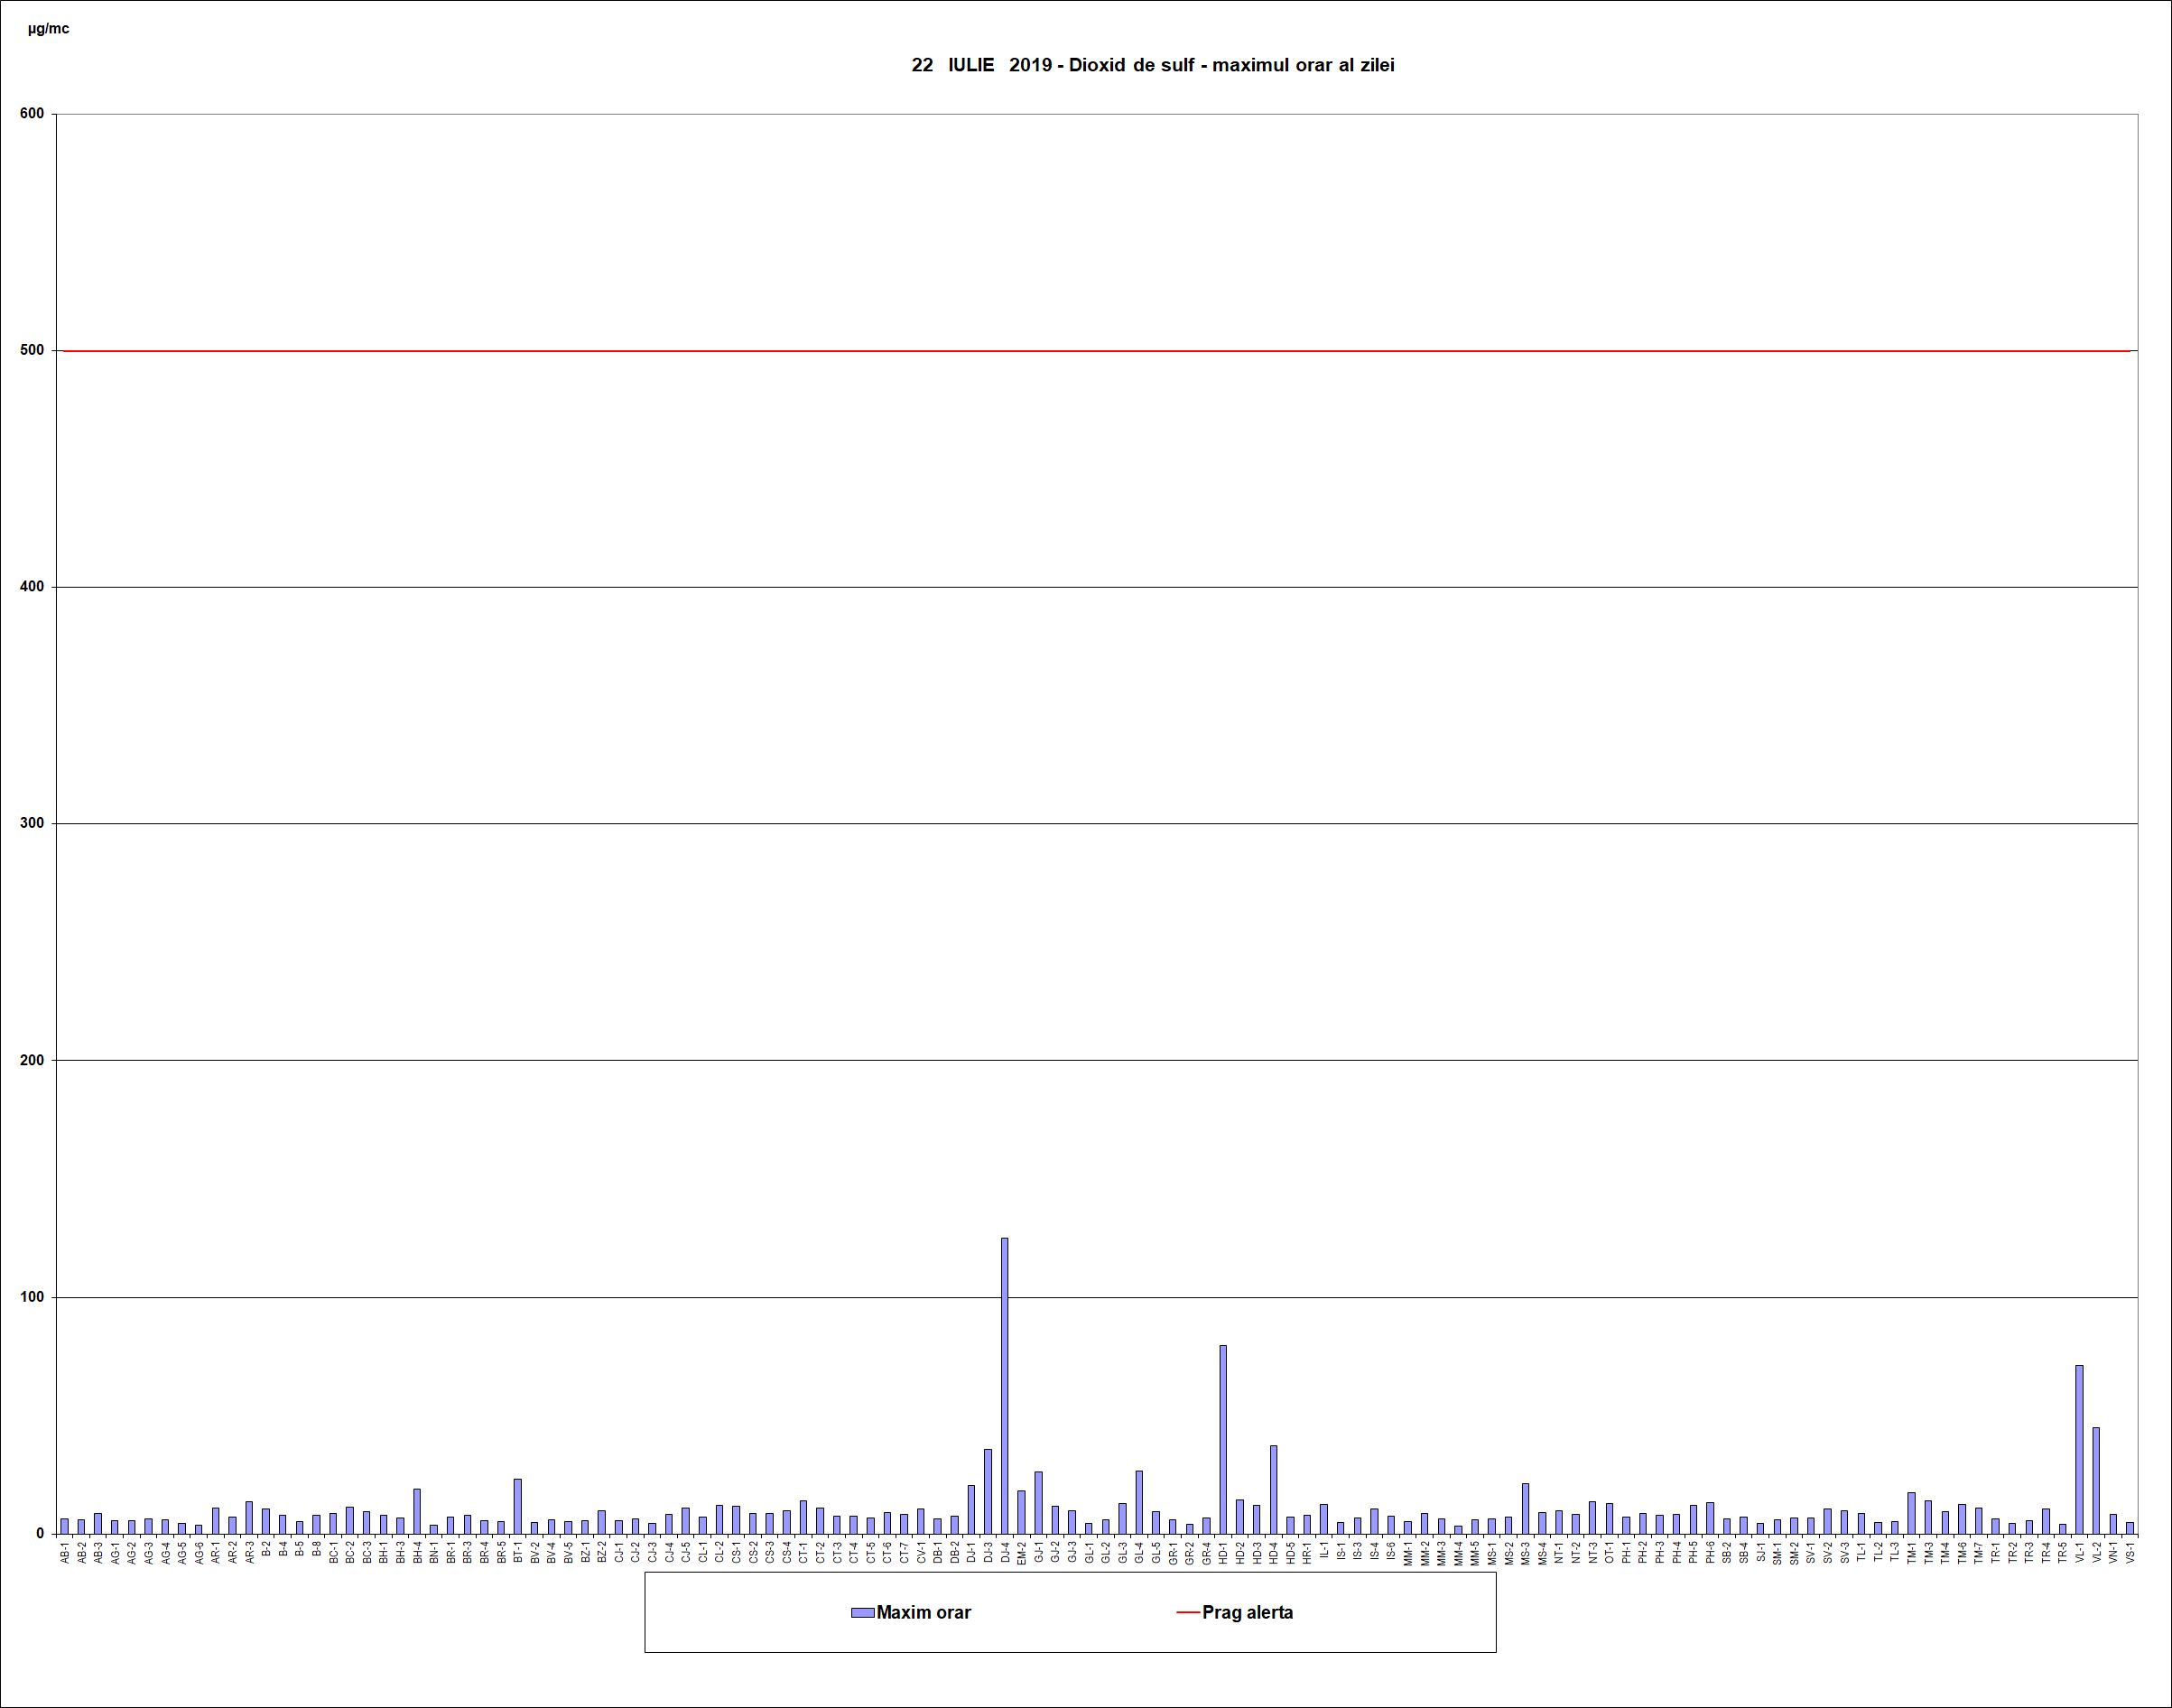 µg/mc
22 IULIE 2019 - Dioxid de sulf - maximul orar al zilei
600
500
400
300
200
100
0
AB-1 AB-2 AB-3 AG-1 AG-2 AG-3 AG-4 AG-5 AG-6 AR-1 AR-2 AR-3 B-2 B-4 B-5 B-8 BC-1 BC-2 BC-3 BH-1 BH-3 BH-4 BN-1 BR-1 BR-3 BR-4 BR-5 BT-1 BV-2 BV-4 BV-5 BZ-1 BZ-2 CJ-1 CJ-2 CJ-3 CJ-4 CJ-5 CL-1 CL-2 CS-1 CS-2 CS-3 CS-4 CT-1 CT-2 CT-3 CT-4 CT-5 CT-6 CT-7 CV-1 DB-1 DB-2 DJ-1 DJ-3 DJ-4 EM-2 GJ-1 GJ-2 GJ-3 GL-1 GL-2 GL-3 GL-4 GL-5 GR-1 GR-2 GR-4 HD-1 HD-2 HD-3 HD-4 HD-5 HR-1 IL-1 IS-1 IS-3 IS-4 IS-6 MM-1 MM-2 MM-3 MM-4 MM-5 MS-1 MS-2 MS-3 MS-4 NT-1 NT-2 NT-3 OT-1 PH-1 PH-2 PH-3 PH-4 PH-5 PH-6 SB-2 SB-4 SJ-1 SM-1 SM-2 SV-1 SV-2 SV-3 TL-1 TL-2 TL-3 TM-1 TM-3 TM-4 TM-6 TM-7 TR-1 TR-2 TR-3 TR-4 TR-5 VL-1 VL-2 VN-1 VS-1
Maxim orar Prag alerta